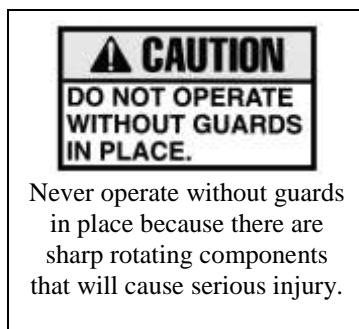 CAUTION
DO NOT OPERATE
WITHOUT GUARDS
IN PLACE.
Never operate without guards
in place because there are
sharp rotating components
that will cause serious injury.